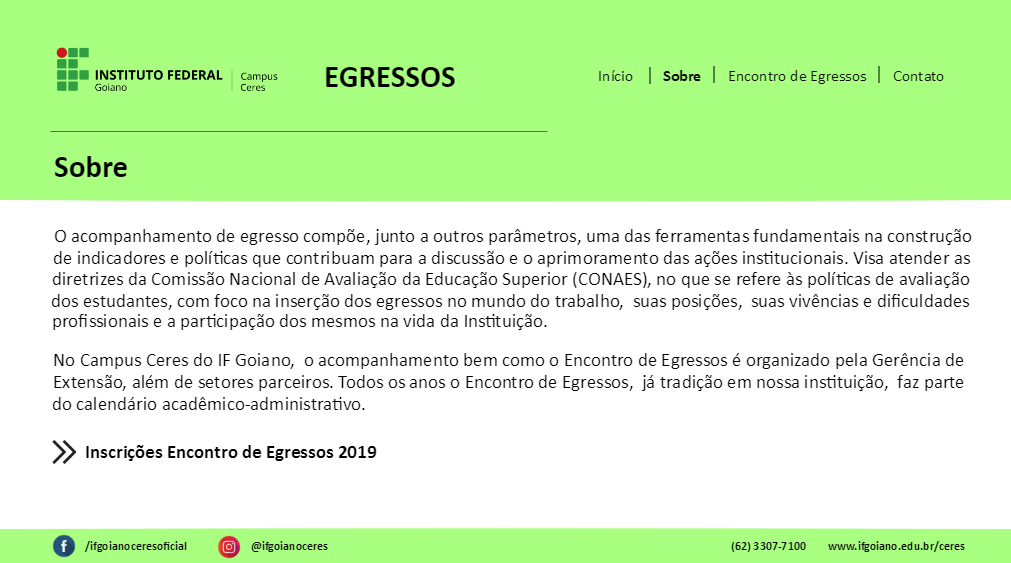 INSTITUTO FEDERAL
Goiano
Campus
Ceres
EGRESSOS
Início | Sobre | Encontro de Egressos | Contato
Sobre
O acompanhamento de egresso compõe, junto a outros parâmetros, uma das ferramentas fundamentais na construção
de indicadores e políticas que contribuam para a discussão e o aprimoramento das ações institucionais. Visa atender as
diretrizes da Comissão Nacional de Avaliação da Educação Superior (CONAES), no que se refere às políticas de avaliação
dos estudantes, com foco na inserção dos egressos no mundo do trabalho, suas posições, suas vivências e dificuldades
profissionais e a participação dos mesmos na vida da Instituição.
No Campus Ceres do IF Goiano, o acompanhamento bem como o Encontro de Egressos é organizado pela Gerência de
Extensão, além de setores parceiros. Todos os anos o Encontro de Egressos, já tradição em nossa instituição, faz parte
do calendário acadêmico-administrativo.
Inscrições Encontro de Egressos 2019
/ifgoianoceresoficial @ifgoianoceres (62) 3307-7100 www.ifgoiano.edu.br/ceres